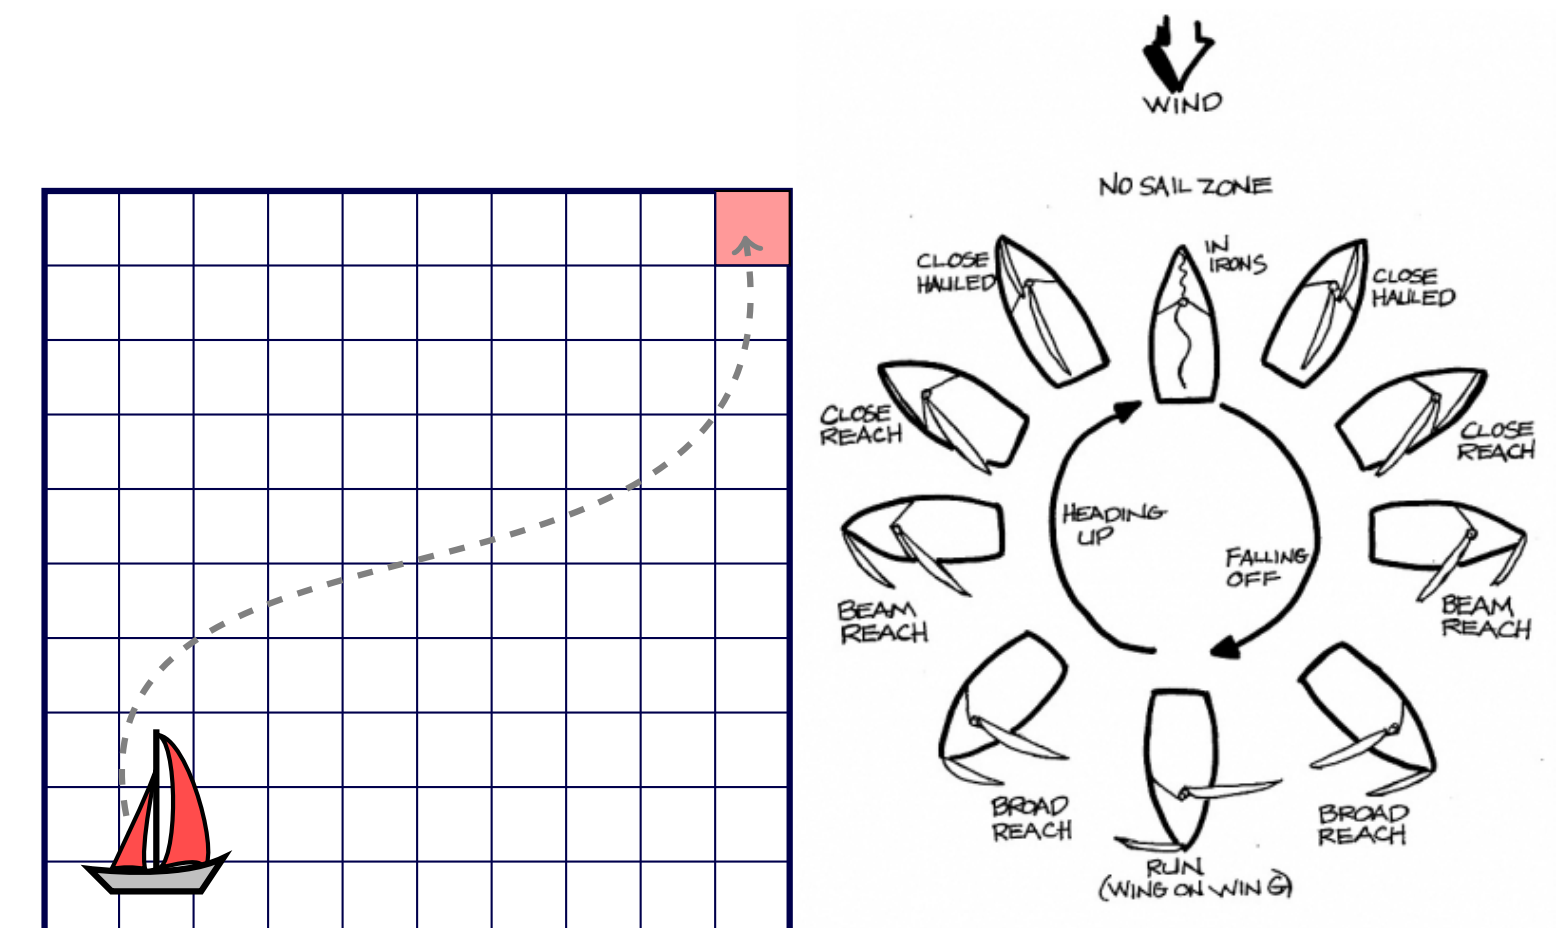 WIND
NO SAIL ZONE
IN
IRONS
CLOSE
HAULED
CLOSE
HAULED
CLOSE
REACH
CLOSE
REACH
HEADING
UP
FALLING
OFF
BEAM
REACH
BEAM
REACH
BROAD
REACH
BROAD
REACH
RUN
(WING ON WING)